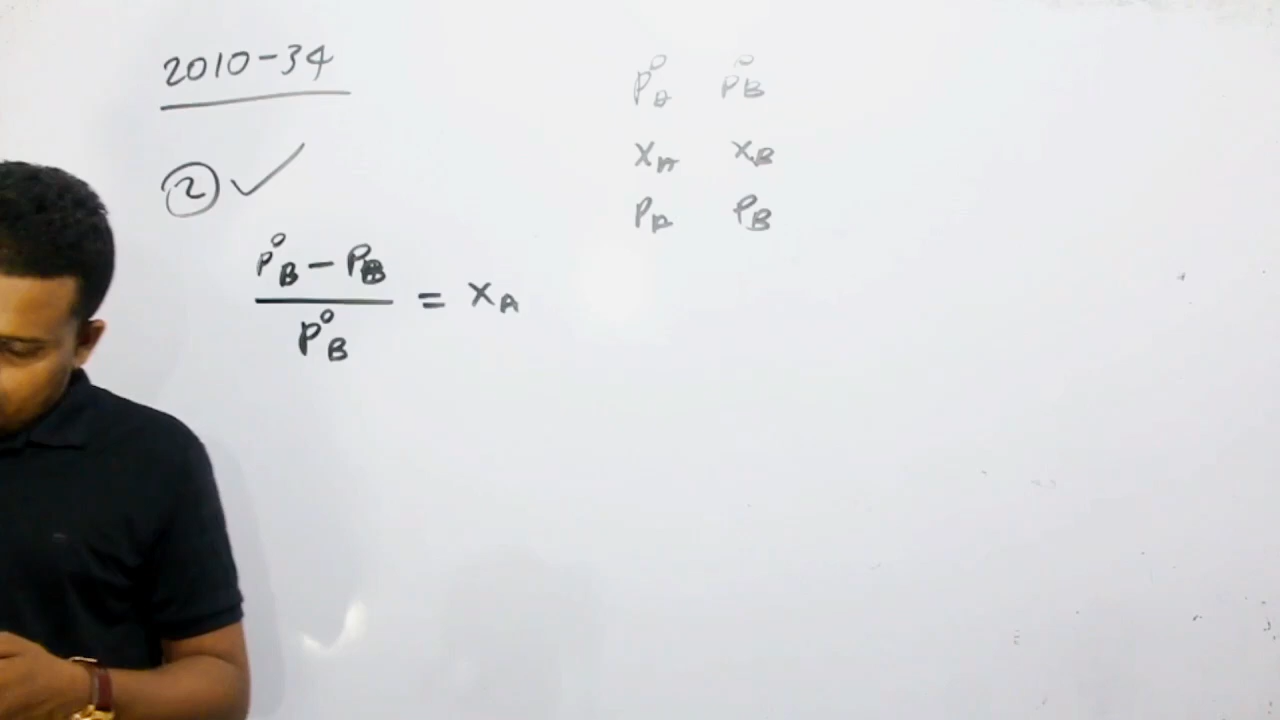 2010-34
② ✓
P°B - PB / P°B = XA
P°A P°B
XA XB
PA PB